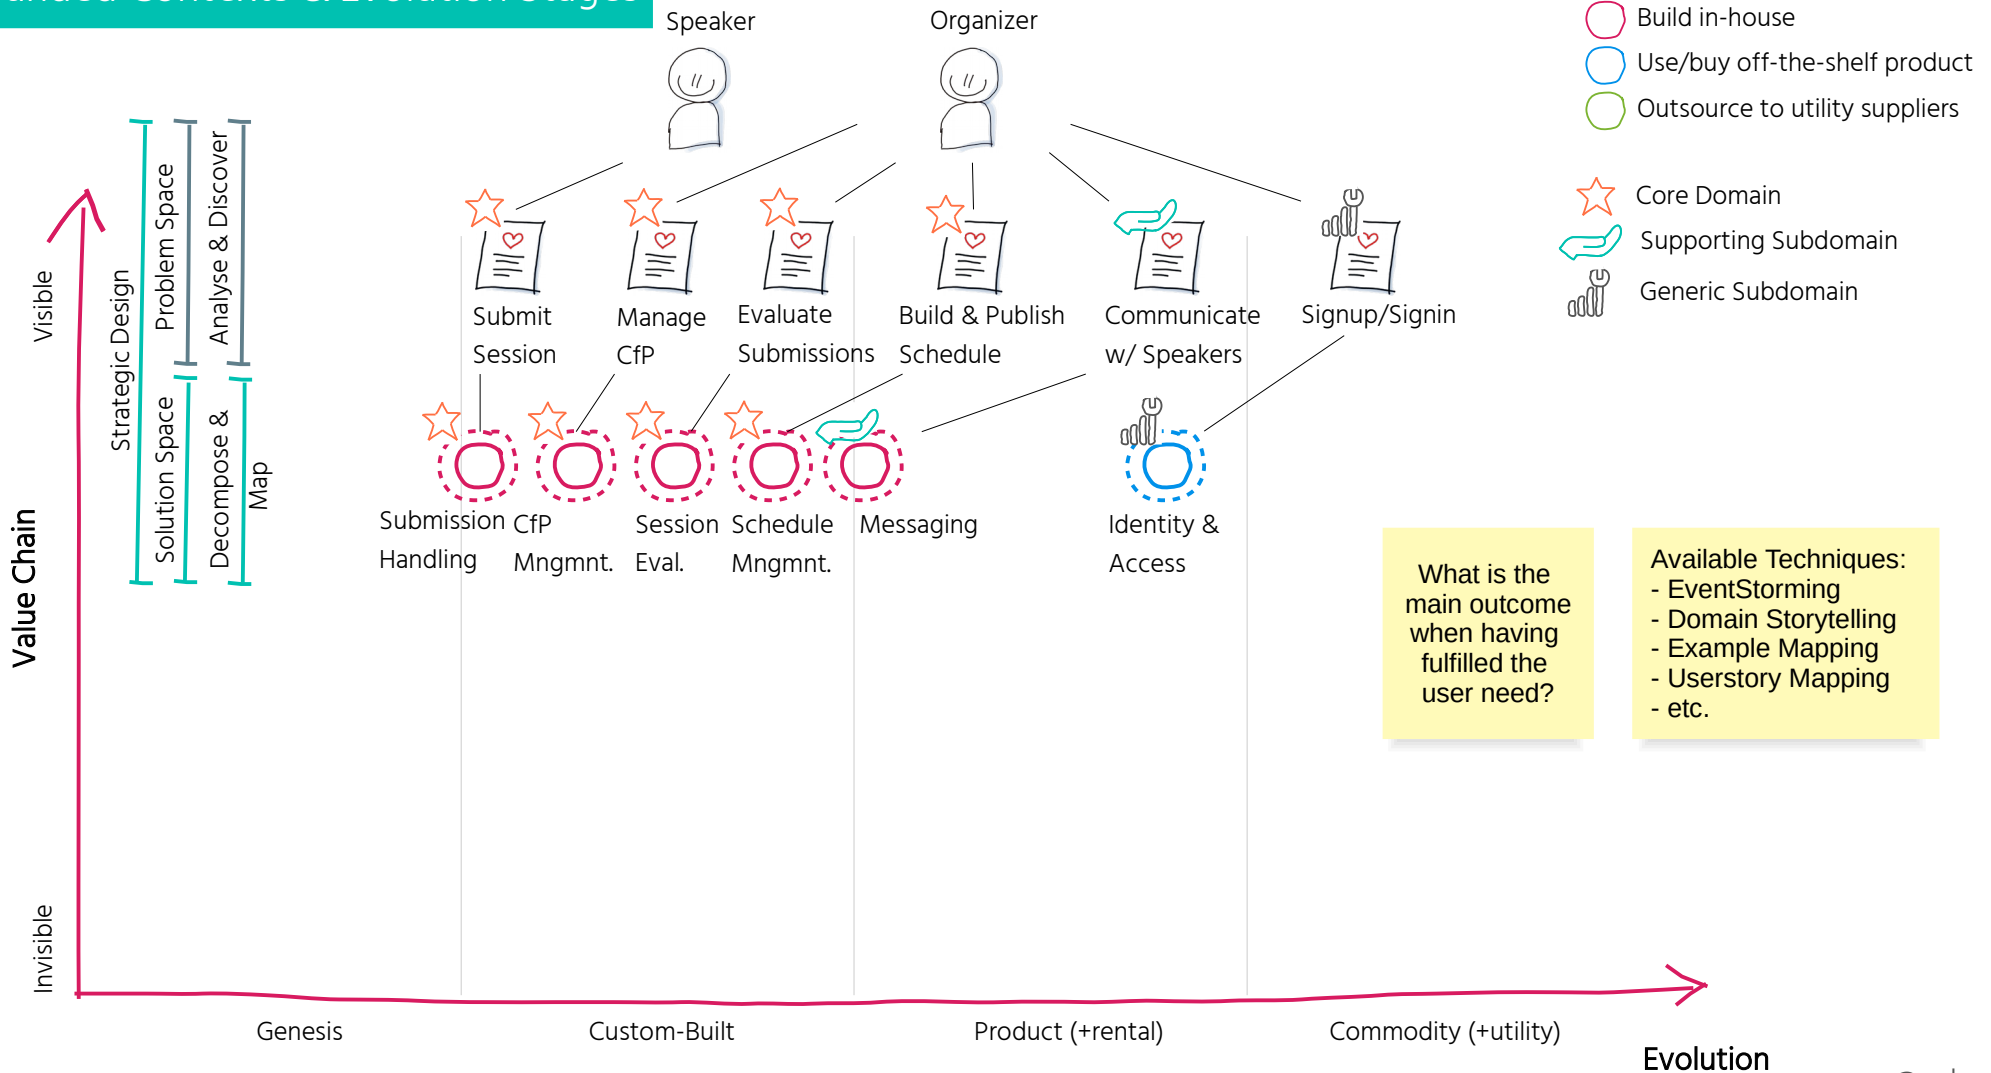 Contents & Evolution Stages
Speaker
Organizer
Build in-house
Use/buy off-the-shelf product
Outsource to utility suppliers
Core Domain
Supporting Subdomain
Generic Subdomain
Strategic Design
Problem Space
Analyse & Discover
Solution Space
Decompose &
Map
Value Chain
Visible
Invisible
Submit
Session
Manage
CfP
Evaluate
Submissions
Build & Publish
Schedule
Communicate
w/ Speakers
Signup/Signin
Submission
Handling
CfP
Mngmnt.
Session
Eval.
Schedule
Mngmnt.
Messaging
Identity &
Access
What is the
main outcome
when having
fulfilled the
user need?
Available Techniques:
- EventStorming
- Domain Storytelling
- Example Mapping
- Userstory Mapping
- etc.
Genesis
Custom-Built
Product (+rental)
Commodity (+utility)
Evolution